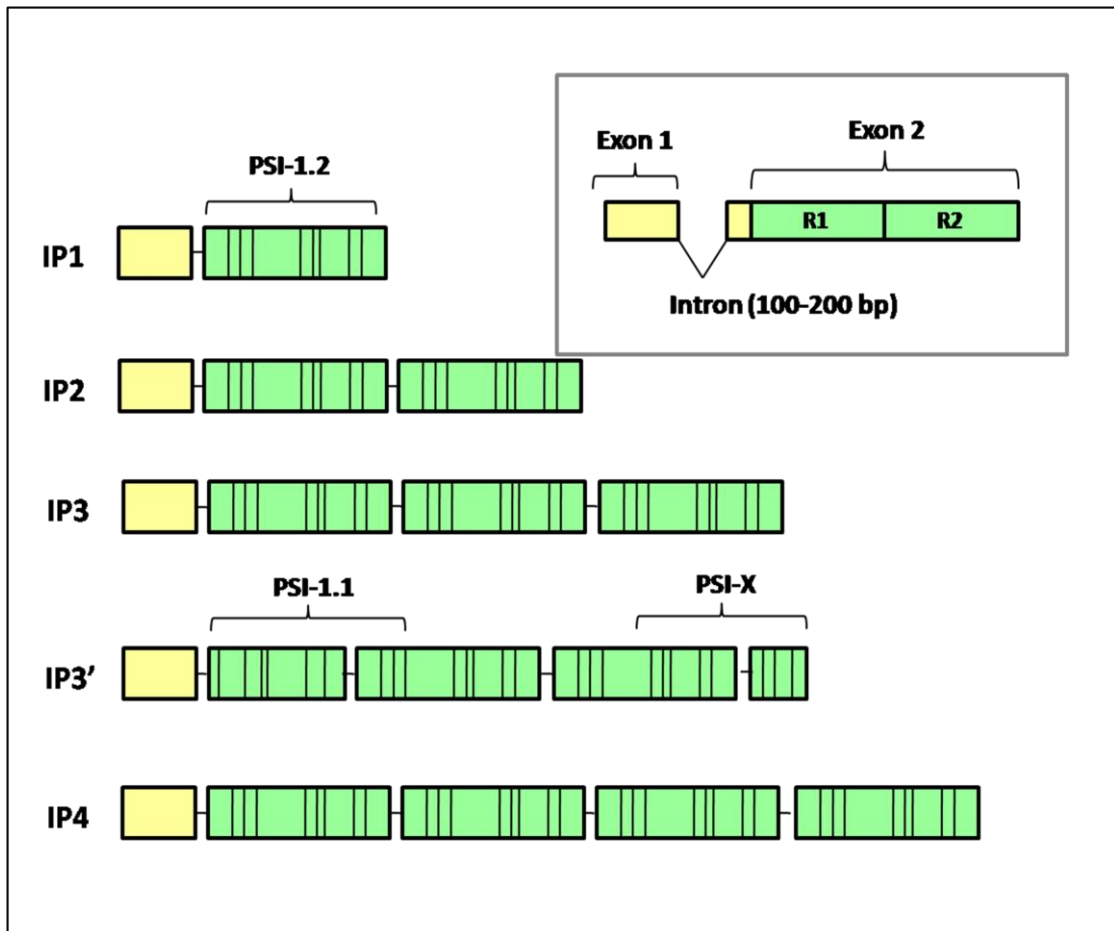 Exon 1
Exon 2
R1
R2
Intron (100-200 bp)
PSI-1.2
IP1
IP2
IP3
PSI-1.1
PSI-X
IP3’
IP4